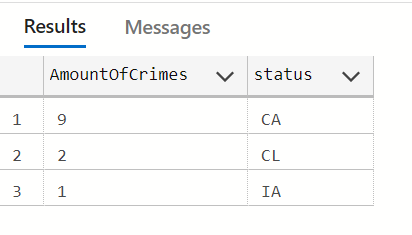 Results Messages
AmountOfCrimes status
1 9 CA
2 2 CL
3 1 IA